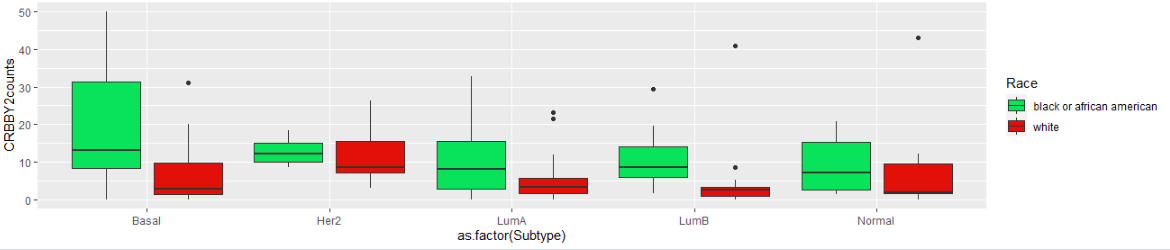 CRBBY2counts
50
40
30
20
10
0
Basal
Her2
LumA
LumB
Normal
as.factor(Subtype)
Race
black or african american
white